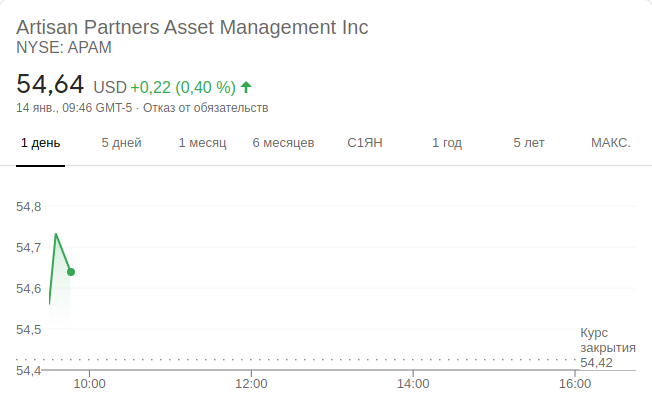 Artisan Partners Asset Management Inc
NYSE: APAM
54,64 USD +0,22 (0,40 %)
14 янв., 09:46 GMT-5 · Отказ от обязательств
1 день 5 дней 1 месяц 6 месяцев С1ЯН 1 год 5 лет МАКС.
54,8
54,7
54,6
54,5
Курс
закрытия
54,42
54,4
10:00 12:00 14:00 16:00